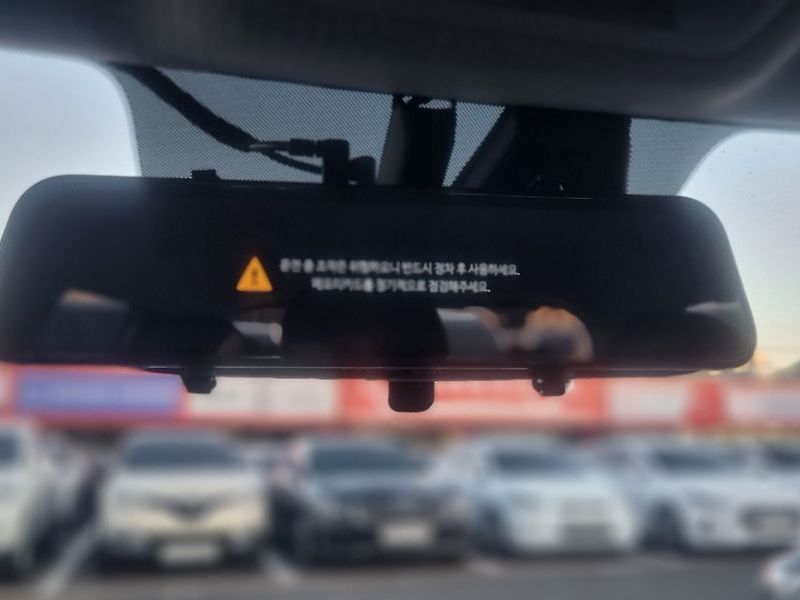 운전 중 조작은 위험하오니 반드시 정차 후 사용하세요.
메모리카드를 정기적으로 점검해주세요.